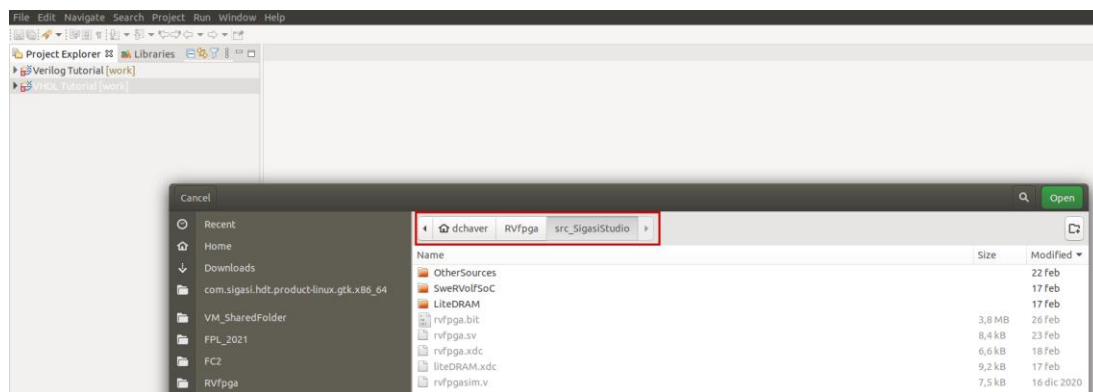 File Edit Navigate Search Project Run Window Help
Project Explorer Libraries
Verilog Tutorial [work]
VHDL Tutorial [work]
Cancel
Open
Recent
Home
Downloads
com.sigasi.hdt.product-linux.gtk.x86_64
VM_SharedFolder
FPL_2021
FC2
RVfpga
dchaver RVfpga src_SigasiStudio
Name Size Modified
OtherSources 22 feb
SweRVolfSoC 17 feb
LiteDRAM 17 feb
rvfpga.bit 3,8 MB 26 feb
rvfpga.sv 8,4 kB 23 feb
rvfpga.xdc 6,6 kB 18 feb
liteDRAM.xdc 9,2 kB 17 feb
rvfpgasim.v 7,5 kB 16 dic 2020